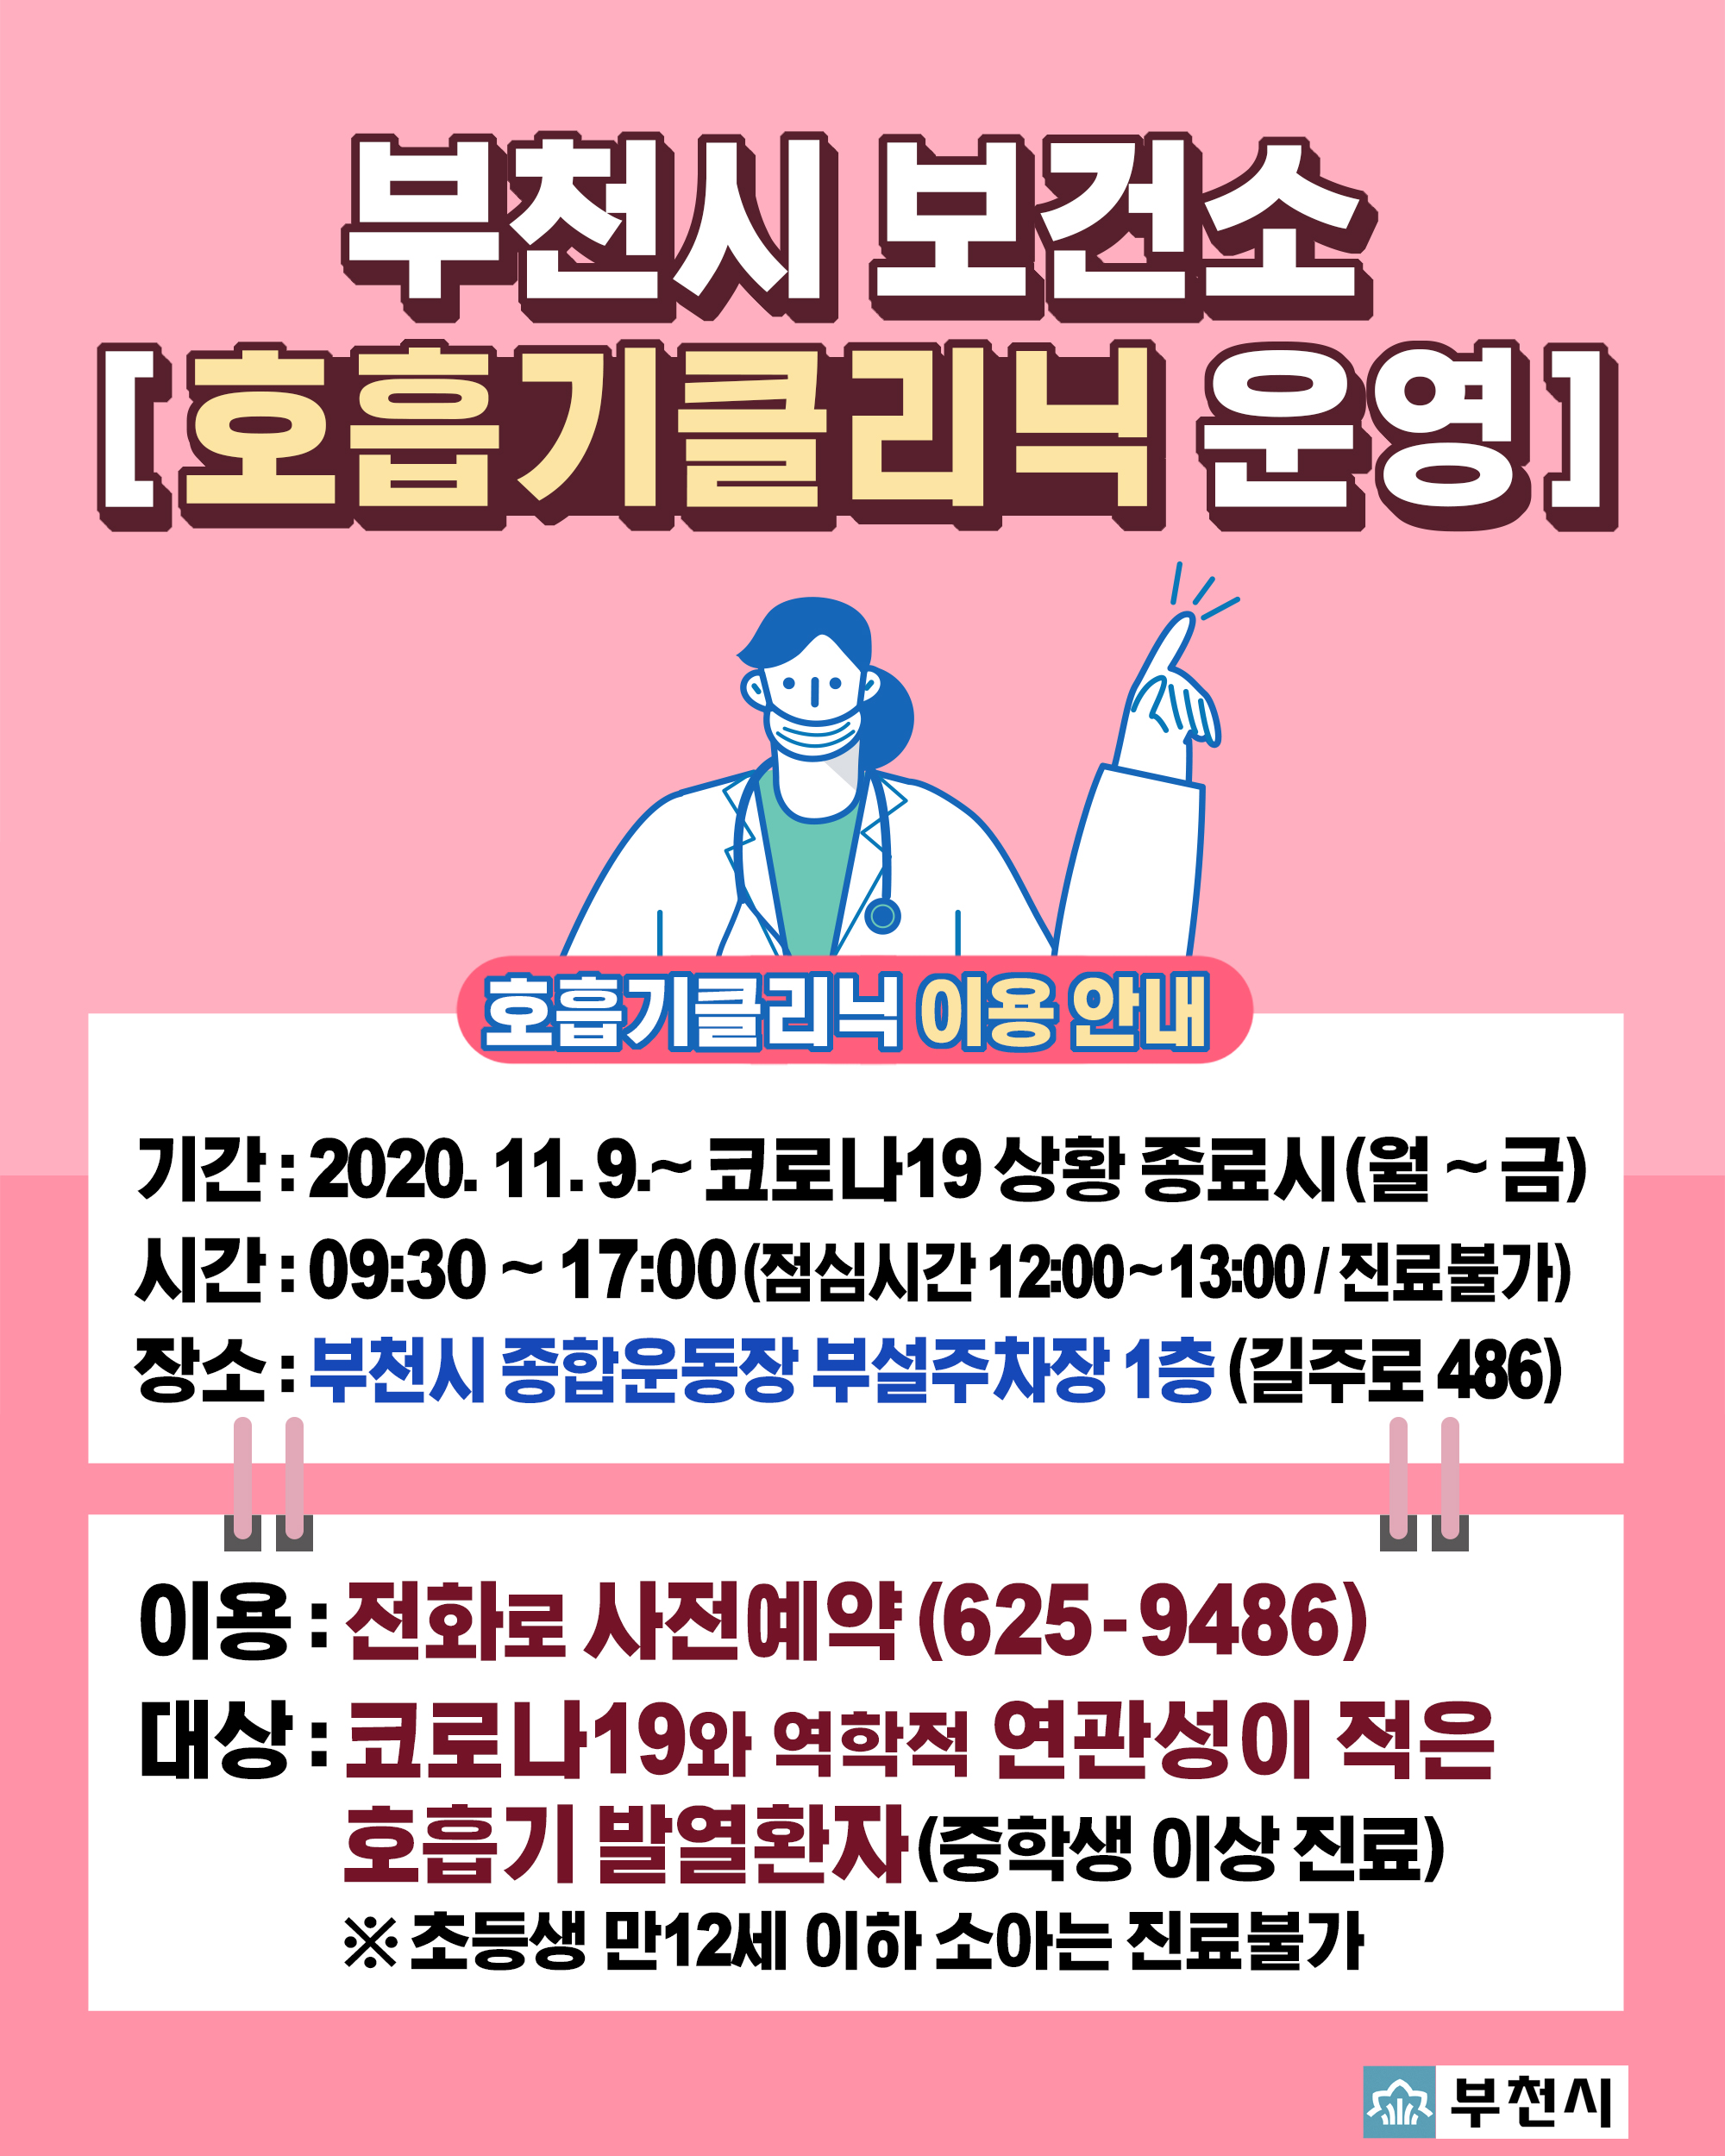 부천시 보건소
[호흡기클리닉 운영]
호흡기클리닉 이용 안내
기간 : 2020. 11. 9.~ 코로나19 상황 종료시(월 ~ 금)
시간 : 09:30 ~ 17:00(점심시간 12:00~13:00 / 진료불가)
장소 : 부천시 종합운동장 부설주차장 1층 (길주로 486)
이용 : 전화로 사전예약 (625-9486)
대상 : 코로나19와 역학적 연관성이 적은
호흡기 발열환자(중학생 이상 진료)
※ 초등생 만12세 이하 소아는 진료불가
부천시